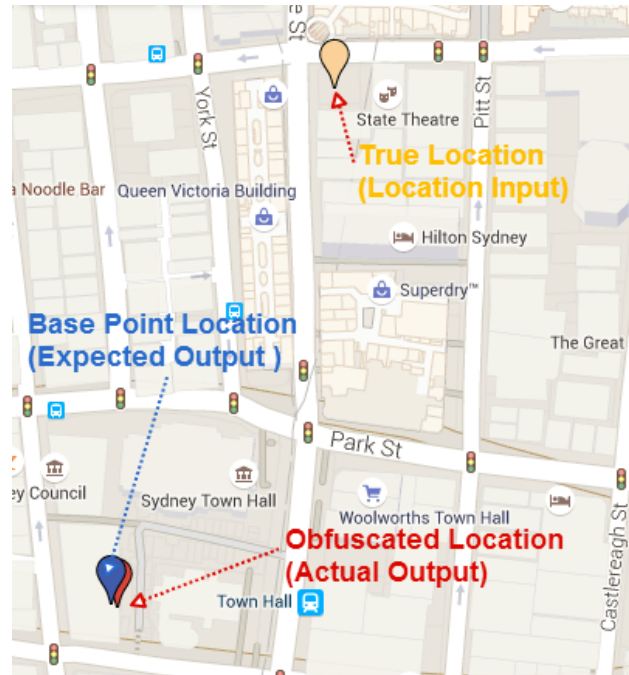 e St
York St
Pitt St
State Theatre
True Location
(Location Input)
a Noodle Bar
Queen Victoria Building
Hilton Sydney
Superdry™
Base Point Location
(Expected Output )
The Great
Park St
ey Council
Sydney Town Hall
Woolworths Town Hall
Obfuscated Location
(Actual Output)
Town Hall
Castlereagh St